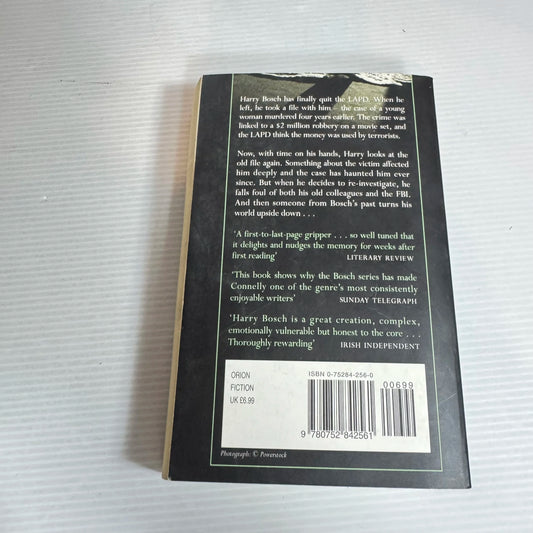 Harry Bosch has finally quit the LAPD. When he
left, he took a file with him – the case of a young
woman murdered four years earlier. The crime was
linked to a $2 million robbery on a movie set, and
the LAPD think the money was used by terrorists.
Now, with time on his hands, Harry looks at the
old file again. Something about the victim affected
him deeply and the case has haunted him ever
since. But when he decides to re-investigate, he
falls foul of both his old colleagues and the FBI.
And then someone from Bosch's past turns his
world upside down . . .
'A first-to-last-page gripper . . . so well tuned that
it delights and nudges the memory for weeks after
first reading' LITERARY REVIEW
'This book shows why the Bosch series has made
Connelly one of the genre's most consistently
enjoyable writers' SUNDAY TELEGRAPH
'Harry Bosch is a great creation, complex,
emotionally vulnerable but honest to the core . . .
Thoroughly rewarding' IRISH INDEPENDENT
ORION
FICTION
UK £6.99
ISBN 0-75284-256-0
00699
9 780752 842561
Photograph: © Powerstock